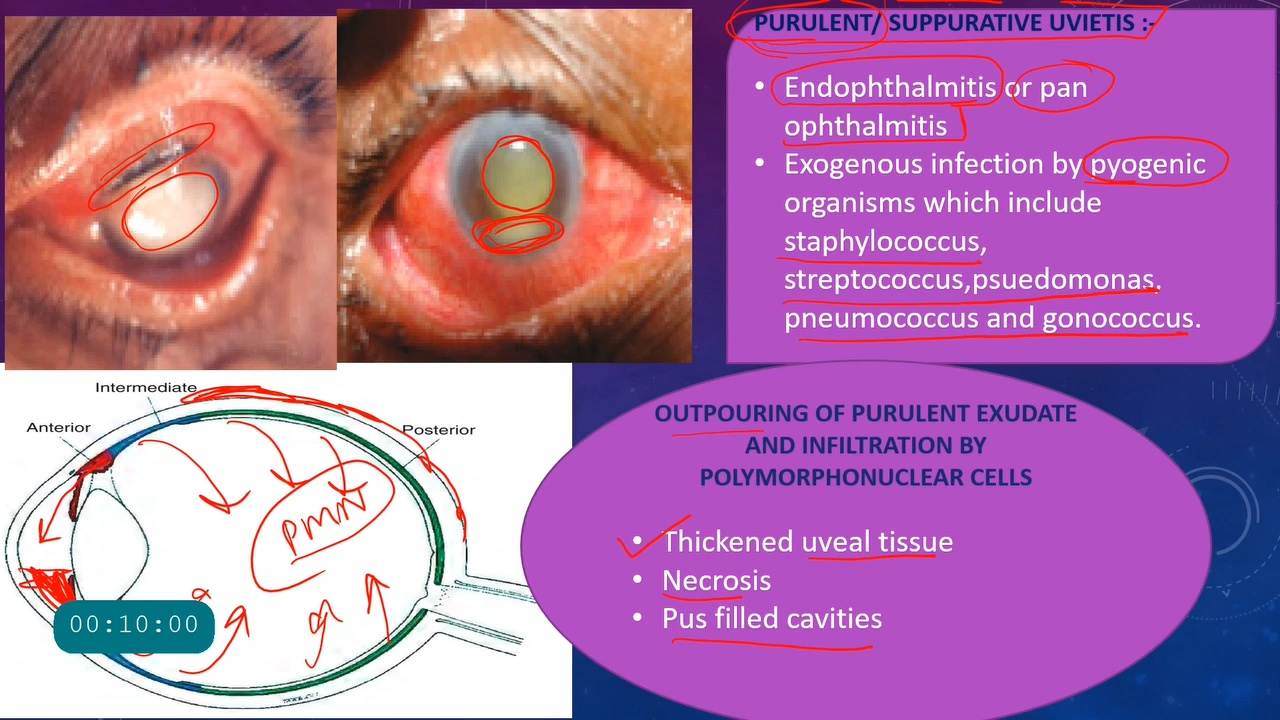 PURULENT/ SUPPURATIVE UVIETIS :-
• Endophthalmitis or pan
ophthalmitis
• Exogenous infection by pyogenic
organisms which include
staphylococcus,
streptococcus,psuedomonas,
pneumococcus and gonococcus.
Intermediate
Anterior
Posterior
PMN
00:10:00
OUTPOURING OF PURULENT EXUDATE
AND INFILTRATION BY
POLYMORPHONUCLEAR CELLS
• Thickened uveal tissue
• Necrosis
• Pus filled cavities